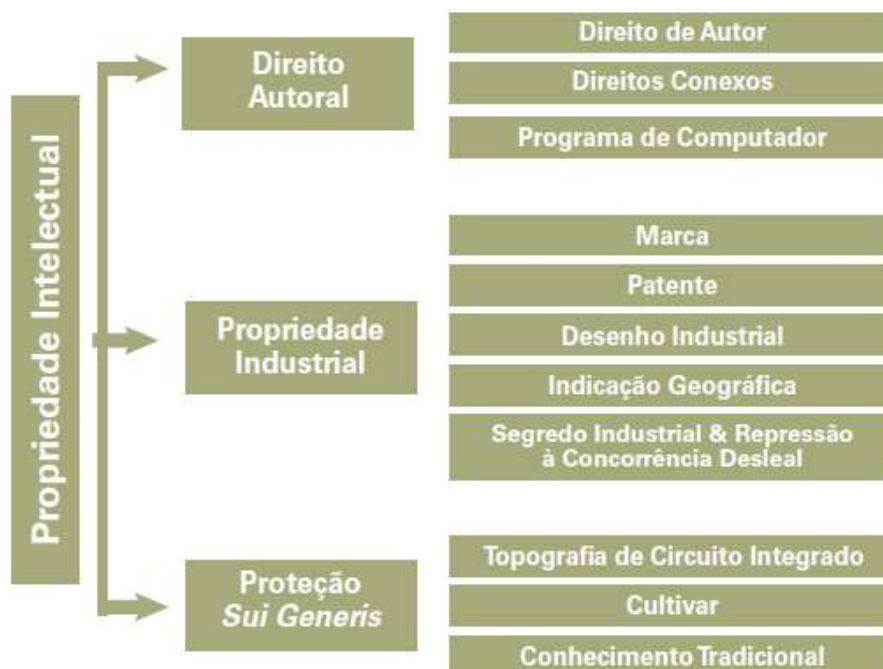 Propriedade Intelectual
Direito
Autoral
Direito de Autor
Direitos Conexos
Programa de Computador
Propriedade
Industrial
Marca
Patente
Desenho Industrial
Indicação Geográfica
Segredo Industrial & Repressão
à Concorrência Desleal
Proteção
Sui Generis
Topografia de Circuito Integrado
Cultivar
Conhecimento Tradicional